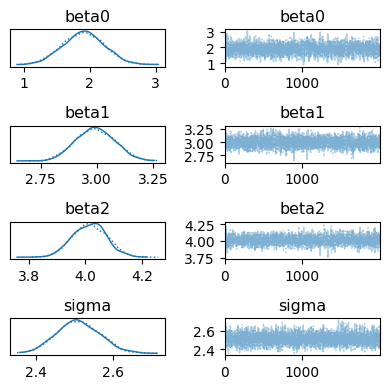 beta0 beta0
3
2
1
1 2 3 0 1000
beta1 beta1
3.25
3.00
2.75
2.75 3.00 3.25 0 1000
beta2 beta2
4.25
4.00
3.75
3.8 4.0 4.2 0 1000
sigma sigma
2.6
2.4
2.4 2.6 0 1000